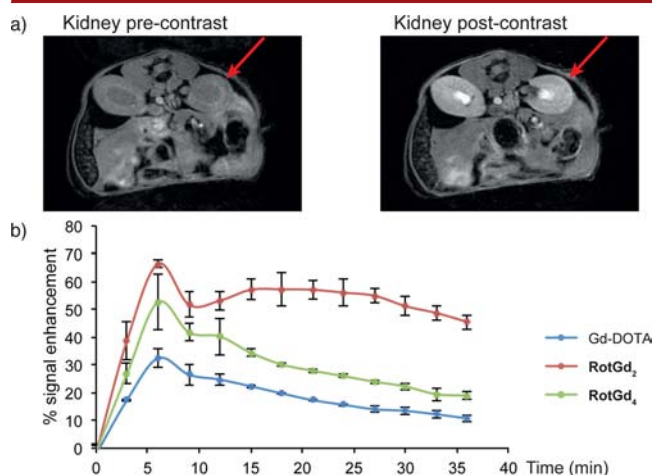 a)
Kidney pre-contrast
Kidney post-contrast
b)
% signal enhancement
80
70
60
50
40
30
20
10
0
0 5 10 15 20 25 30 35 40 Time (min)
Gd-DOTA
RotGd₂
RotGd₄